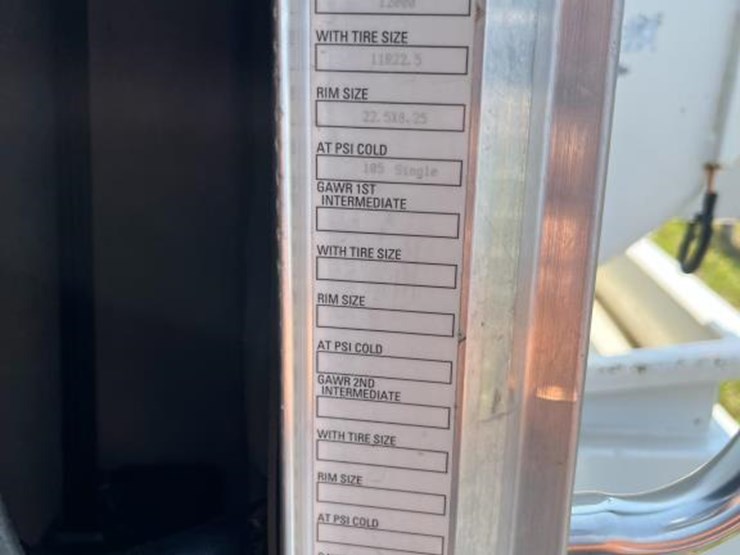 12000
WITH TIRE SIZE
11R22.5
RIM SIZE
22.5X8.25
AT PSI COLD
105 Single
GAWR 1ST
INTERMEDIATE
WITH TIRE SIZE
RIM SIZE
AT PSI COLD
GAWR 2ND
INTERMEDIATE
WITH TIRE SIZE
RIM SIZE
AT PSI COLD